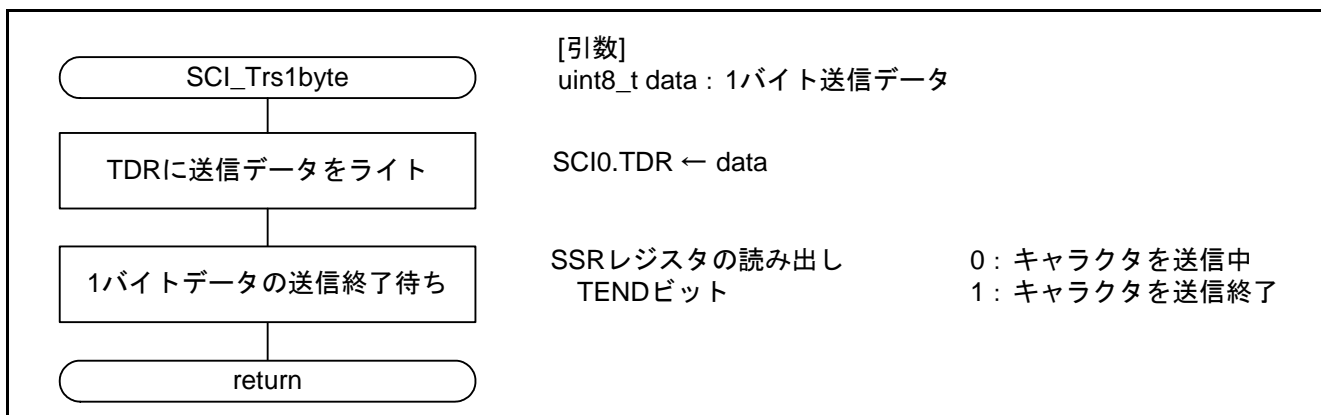 [引数]
SCI_Trs1byte
uint8_t data：1バイト送信データ
TDRに送信データをライト
SCI0.TDR ← data
1バイトデータの送信終了待ち
SSRレジスタの読み出し 0：キャラクタを送信中
TENDビット 1：キャラクタを送信終了
return